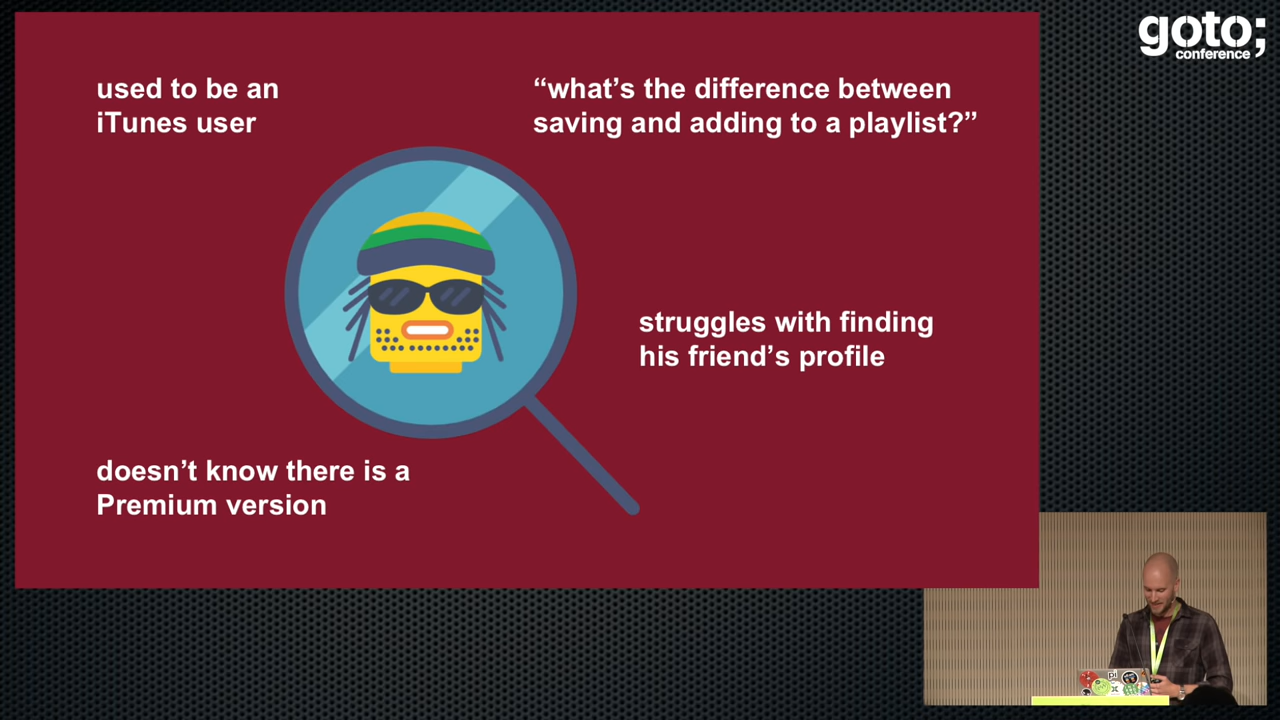 goto;
conference
used to be an
iTunes user
“what’s the difference between
saving and adding to a playlist?”
struggles with finding
his friend’s profile
doesn’t know there is a
Premium version